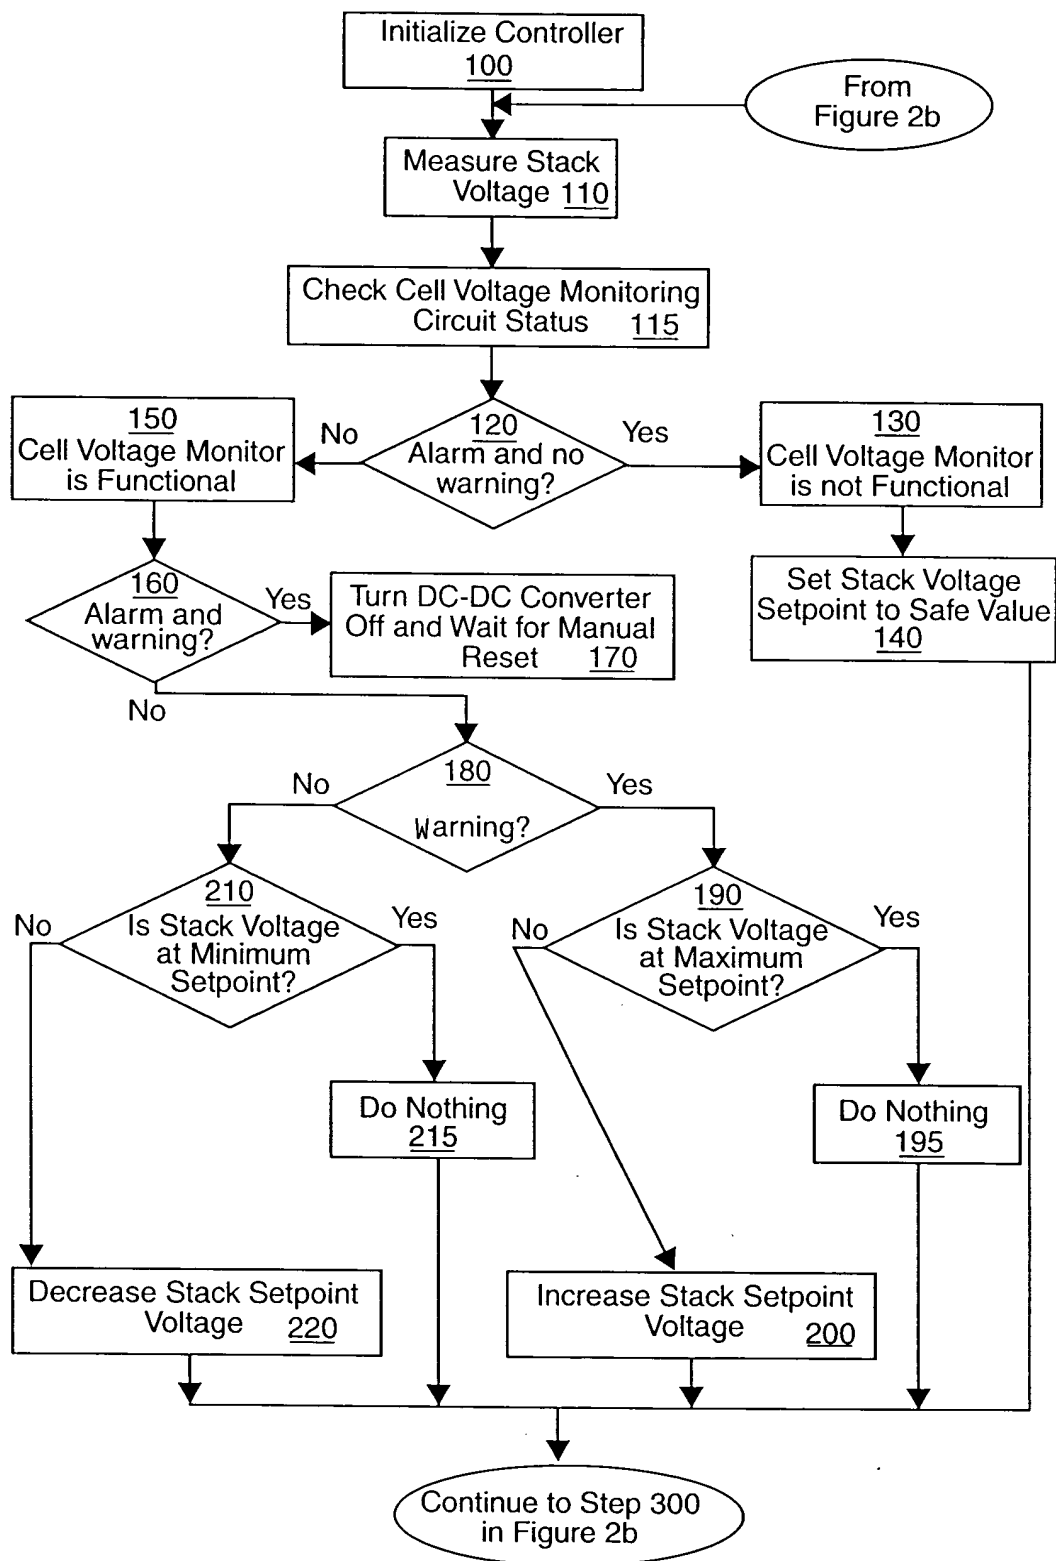 Initialize Controller
100
From
Figure 2b
Measure Stack
Voltage 110
Check Cell Voltage Monitoring
Circuit Status 115
150
Cell Voltage Monitor
is Functional
No
120
Alarm and no
warning?
Yes
130
Cell Voltage Monitor
is not Functional
160
Alarm and
warning?
Yes
No
Turn DC-DC Converter
Off and Wait for Manual
Reset 170
Set Stack Voltage
Setpoint to Safe Value
140
No
180
Warning?
Yes
No
210
Is Stack Voltage
at Minimum
Setpoint?
Yes
No
190
Is Stack Voltage
at Maximum
Setpoint?
Yes
Do Nothing
215
Do Nothing
195
Decrease Stack Setpoint
Voltage 220
Increase Stack Setpoint
Voltage 200
Continue to Step 300
in Figure 2b